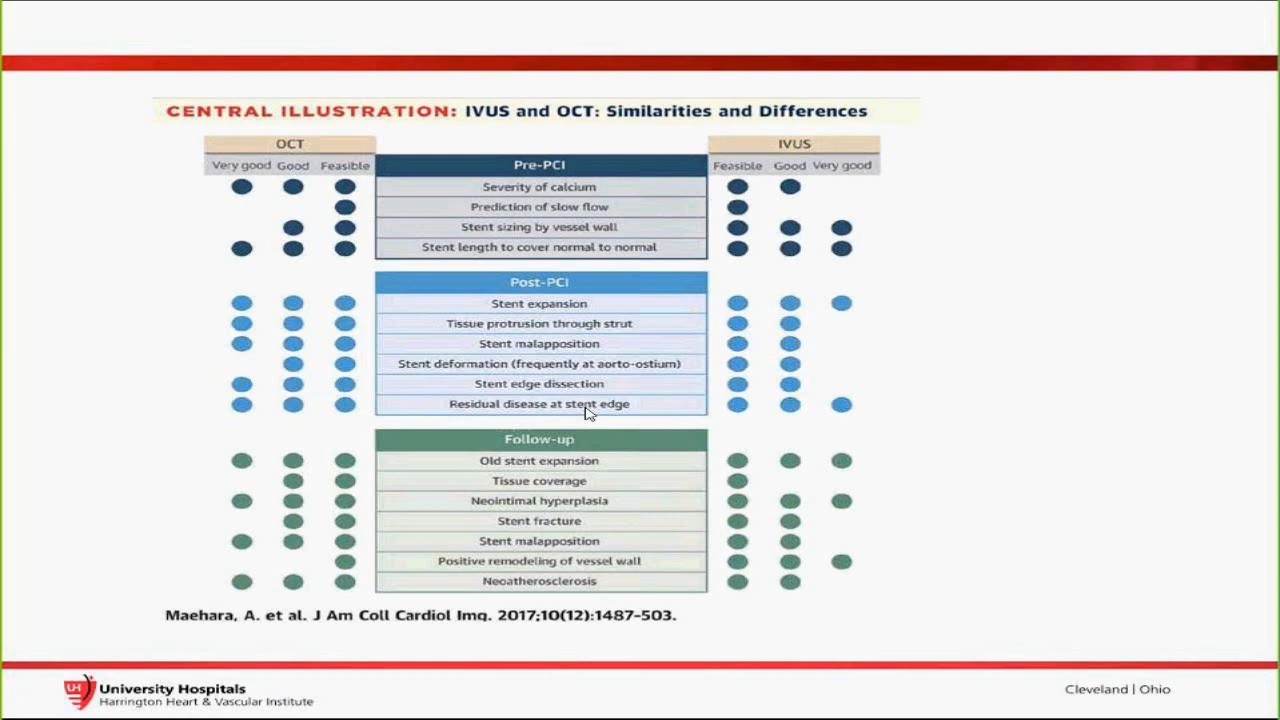 CENTRAL ILLUSTRATION: IVUS and OCT: Similarities and Differences
OCT
IVUS
Very good Good Feasible
Pre-PCI
Feasible Good Very good
Severity of calcium
Prediction of slow flow
Stent sizing by vessel wall
Stent length to cover normal to normal
Post-PCI
Stent expansion
Tissue protrusion through strut
Stent malapposition
Stent deformation (frequently at aorto-ostium)
Stent edge dissection
Residual disease at stent edge
Follow-up
Old stent expansion
Tissue coverage
Neointimal hyperplasia
Stent fracture
Stent malapposition
Positive remodeling of vessel wall
Neoatherosclerosis
Maehara, A. et al. J Am Coll Cardiol Img. 2017;10(12):1487-503.
UH
University Hospitals
Harrington Heart & Vascular Institute
Cleveland | Ohio